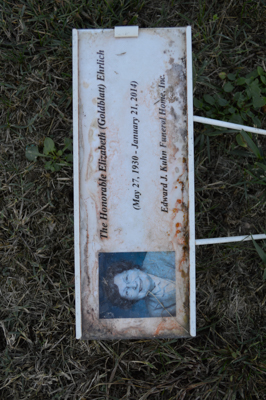 The Honorable Elizabeth (Goldblatt) Ehrlich
(May 27, 1930 - January 21, 2014)
Edward J. Kuhn Funeral Home, Inc.